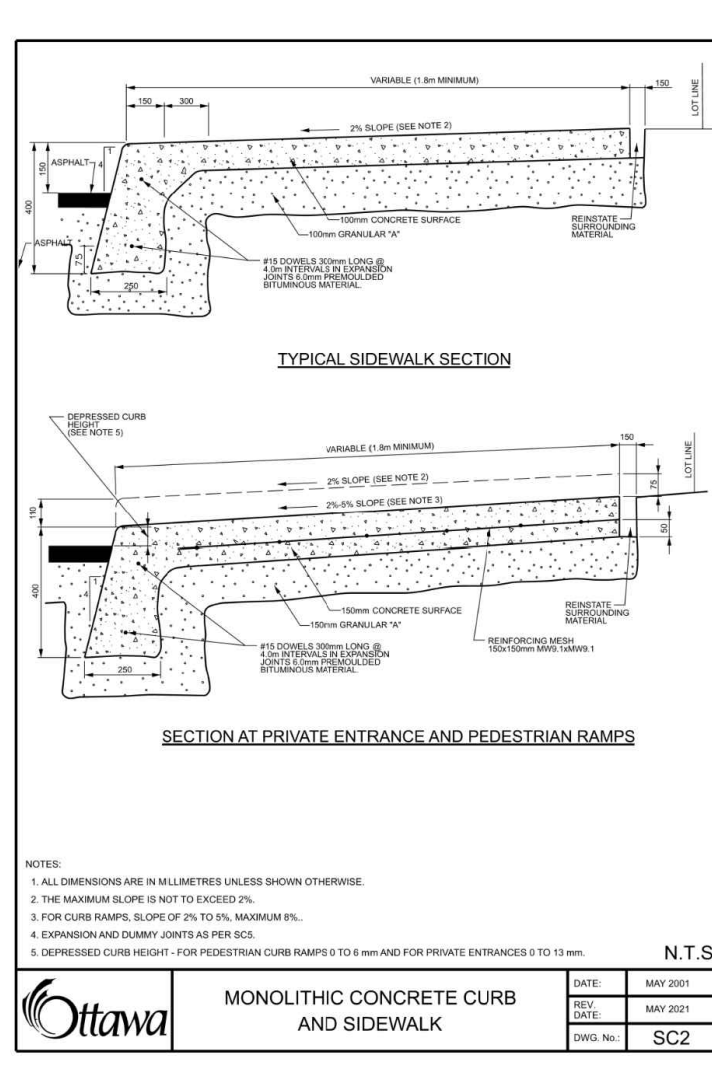 VARIABLE (1.8m MINIMUM)
150
LOT LINE
150
300
2% SLOPE (SEE NOTE 2)
1
ASPHALT
4
150
400
100mm CONCRETE SURFACE
100mm GRANULAR "A"
REINSTATE
SURROUNDING
MATERIAL
ASPHALT
75
250
#15 DOWELS 300mm LONG @
4.0m INTERVALS IN EXPANSION
JOINTS 6.0mm PREMOULDED
BITUMINOUS MATERIAL.
TYPICAL SIDEWALK SECTION
DEPRESSED CURB
HEIGHT
(SEE NOTE 5)
VARIABLE (1.8m MINIMUM)
150
LOT LINE
2% SLOPE (SEE NOTE 2)
75
2%-5% SLOPE (SEE NOTE 3)
110
50
1
4
400
150mm CONCRETE SURFACE
150mm GRANULAR "A"
REINSTATE
SURROUNDING
MATERIAL
REINFORCING MESH
150x150mm MW9.1xMW9.1
#15 DOWELS 300mm LONG @
4.0m INTERVALS IN EXPANSION
JOINTS 6.0mm PREMOULDED
BITUMINOUS MATERIAL.
250
SECTION AT PRIVATE ENTRANCE AND PEDESTRIAN RAMPS
NOTES:
1. ALL DIMENSIONS ARE IN MILLIMETRES UNLESS SHOWN OTHERWISE.
2. THE MAXIMUM SLOPE IS NOT TO EXCEED 2%.
3. FOR CURB RAMPS, SLOPE OF 2% TO 5%, MAXIMUM 8%..
4. EXPANSION AND DUMMY JOINTS AS PER SC5.
5. DEPRESSED CURB HEIGHT - FOR PEDESTRIAN CURB RAMPS 0 TO 6 mm AND FOR PRIVATE ENTRANCES 0 TO 13 mm.
N.T.S
Ottawa
MONOLITHIC CONCRETE CURB
AND SIDEWALK
DATE:
MAY 2001
REV.
DATE:
MAY 2021
DWG. No.:
SC2